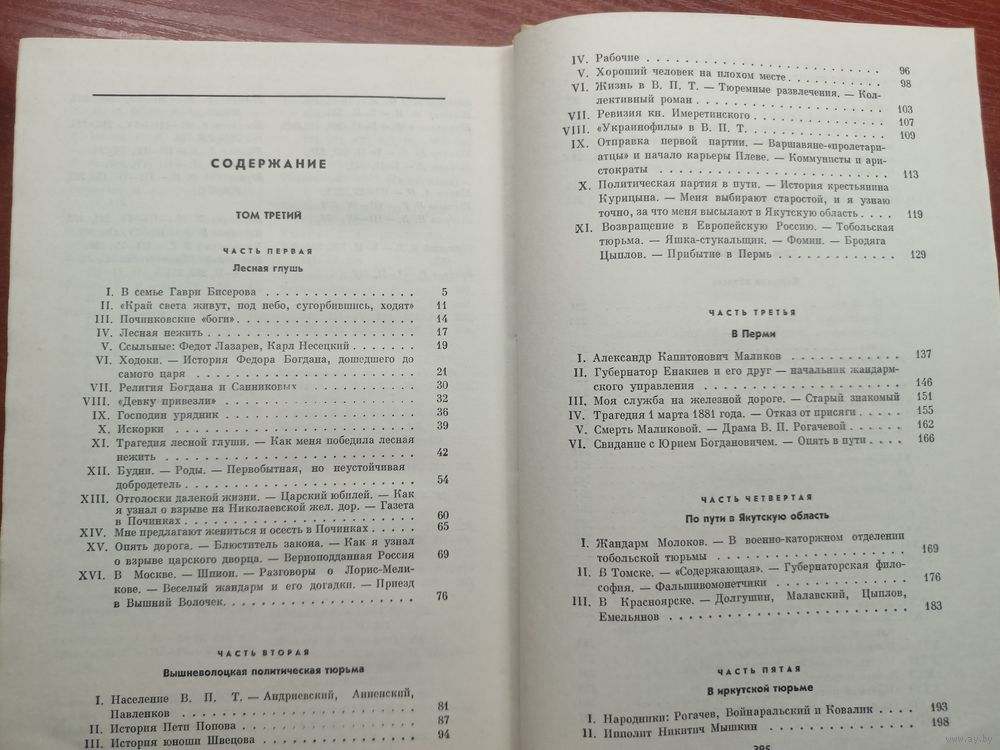 СОДЕРЖАНИЕ
ТОМ ТРЕТИЙ
ЧАСТЬ ПЕРВАЯ
Лесная глушь
I. В семье Гаври Бисерова . . . . . . . . . . . . . . . 5
II. «Край света живут, под небо, сугорбившись, ходят» 11
III. Починковские «боги» . . . . . . . . . . . . . . . . 14
IV. Лесная нежить . . . . . . . . . . . . . . . . . . . 17
V. Ссыльные: Федот Лазарев, Карл Несецкий . . . . . 19
VI. Ходоки. — История Федора Богдана, дошедшего до
самого царя . . . . . . . . . . . . . . . . . . . . 21
VII. Религия Богдана и Санниковых . . . . . . . . . . 30
VIII. «Девку привезли» . . . . . . . . . . . . . . . . . 32
IX. Господин урядник . . . . . . . . . . . . . . . . . 36
X. Искорки . . . . . . . . . . . . . . . . . . . . . . 39
XI. Трагедия лесной глуши. — Как меня победила лесная
нежить . . . . . . . . . . . . . . . . . . . . . . 42
XII. Будни. — Роды. — Первобытная, но неустойчивая
добродетель . . . . . . . . . . . . . . . . . . . . 54
XIII. Отголоски далекой жизни. — Царский юбилей. — Как
я узнал о взрыве на Николаевской жел. дор. — Газета
в Починках . . . . . . . . . . . . . . . . . . . . 60
XIV. Мне предлагают жениться и осесть в Починках . . . . 65
XV. Опять дорога. — Блюститель закона. — Как я узнал
о взрыве царского дворца. — Верноподданная Россия 69
XVI. В Москве. — Шпион. — Разговоры о Лорис-Мели-
кове. — Веселый жандарм и его догадки. — Приезд
в Вышний Волочек . . . . . . . . . . . . . . . . . 76
ЧАСТЬ ВТОРАЯ
Вышневолоцкая политическая тюрьма
I. Население В. П. Т. — Андриевский, Анненский,
Павленков . . . . . . . . . . . . . . . . . . . . . 81
II. История Пети Попова . . . . . . . . . . . . . . . 87
III. История юноши Швецова . . . . . . . . . . . . . . 94
IV. Рабочие . . . . . . . . . . . . . . . . . . . . . . 96
V. Хороший человек на плохом месте . . . . . . . . . 98
VI. Жизнь в В. П. Т. — Тюремные развлечения. — Кол-
лективный роман . . . . . . . . . . . . . . . . . . 103
VII. Ревизия кн. Имеретинского . . . . . . . . . . . . . 107
VIII. «Украинофилы» в В. П. Т. . . . . . . . . . . . . . 109
IX. Отправка первой партии. — Варшавяне-«пролетари-
атцы» и начало карьеры Плеве. — Коммунисты и ари-
стократы . . . . . . . . . . . . . . . . . . . . . 113
X. Политическая партия в пути. — История крестьянина
Курицына. — Меня выбирают старостой, и я узнаю
точно, за что меня высылают в Якутскую область . . . . 119
XI. Возвращение в Европейскую Россию. — Тобольская
тюрьма. — Яшка-стукальщик. — Фомин. — Бродяга
Цыплов. — Прибытие в Пермь . . . . . . . . . . . . 129
ЧАСТЬ ТРЕТЬЯ
В Перми
I. Александр Капитонович Маликов . . . . . . . . . . 137
II. Губернатор Енакиев и его друг — начальник жандарм-
ского управления . . . . . . . . . . . . . . . . . 146
III. Моя служба на железной дороге. — Старый знакомый 151
IV. Трагедия 1 марта 1881 года. — Отказ от присяги . . . . 155
V. Смерть Маликовой. — Драма В. П. Рогачевой . . . . . 162
VI. Свидание с Юрием Богдановичем. — Опять в пути . . . . 166
ЧАСТЬ ЧЕТВЕРТАЯ
По пути в Якутскую область
I. Жандарм Молоков. — В военно-каторжном отделении
тобольской тюрьмы . . . . . . . . . . . . . . . . . 169
II. В Томске. — «Содержающая». — Губернаторская фило-
софия. — Фальшивомонетчики . . . . . . . . . . . . 176
III. В Красноярске. — Долгушин, Малавский, Цыплов,
Емельянов . . . . . . . . . . . . . . . . . . . . . 183
ЧАСТЬ ПЯТАЯ
В иркутской тюрьме
I. Народники: Рогачев, Войнаральский и Ковалик . . . . 193
II. Ипполит Никитич Мышкин . . . . . . . . . . . . . 198
395
www.ay.by